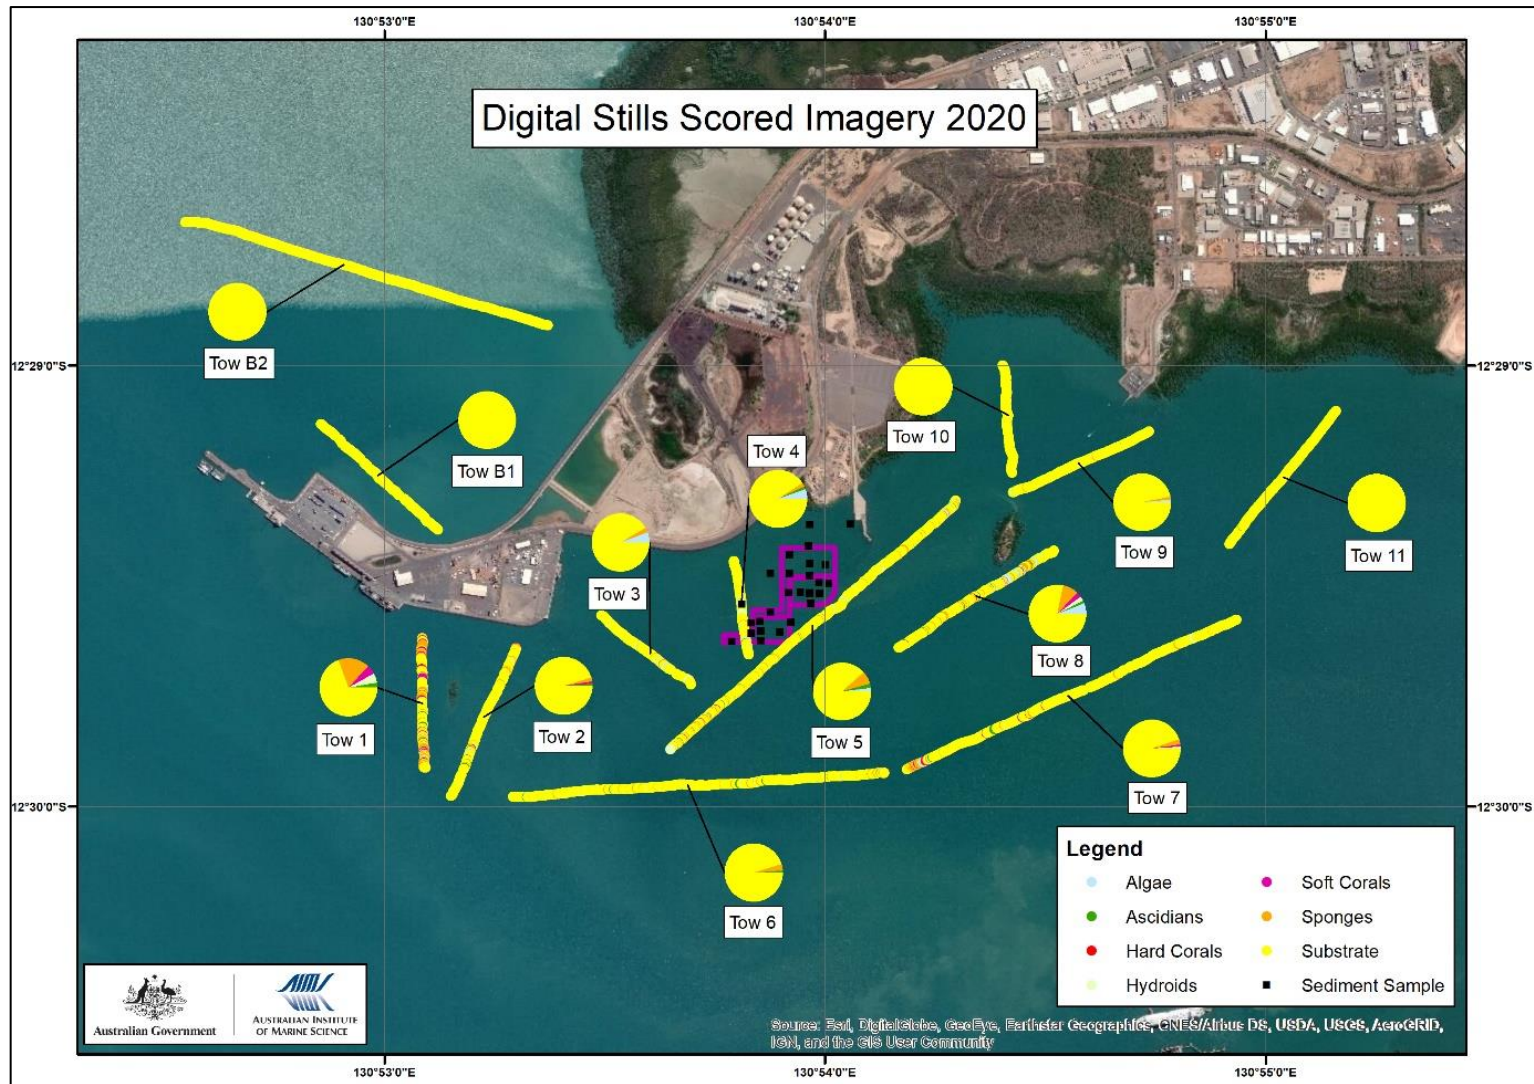 130°53'0"E
130°54'0"E
130°55'0"E
Digital Stills Scored Imagery 2020
Tow B2
12°29'0"S
12°29'0"S
Tow B1
Tow 10
Tow 4
Tow 9
Tow 11
Tow 3
Tow 8
Tow 1
Tow 2
Tow 5
Tow 7
12°30'0"S
12°30'0"S
Tow 6
Legend
Algae
Soft Corals
Ascidians
Sponges
Hard Corals
Substrate
Hydroids
Sediment Sample
Australian Government
AIMS
AUSTRALIAN INSTITUTE
OF MARINE SCIENCE
Source: Esri, DigitalGlobe, GeoEye, Earthstar Geographics, CNES/Airbus DS, USDA, USGS, AeroGRID,
IGN, and the GIS User Community
130°53'0"E
130°54'0"E
130°55'0"E